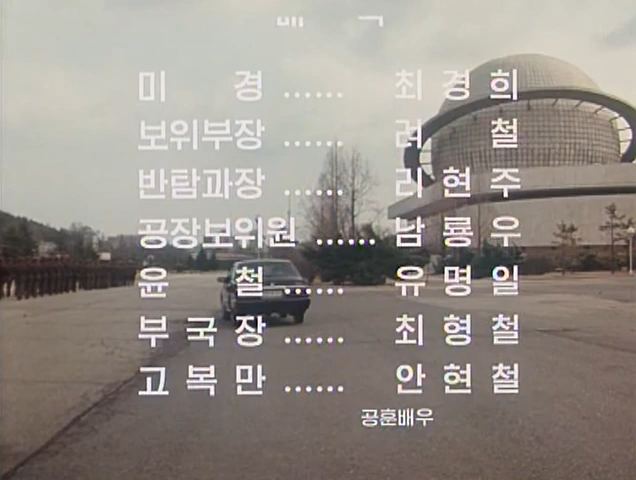 미 경 ...... 최 경 희
보위부장 ...... 려 철
반탐과장 ...... 리 현 주
공장보위원 ...... 남 룡 우
윤 철 ...... 유 명 일
부 국 장 ...... 최 형 철
고 복 만 ...... 안 현 철
공훈배우